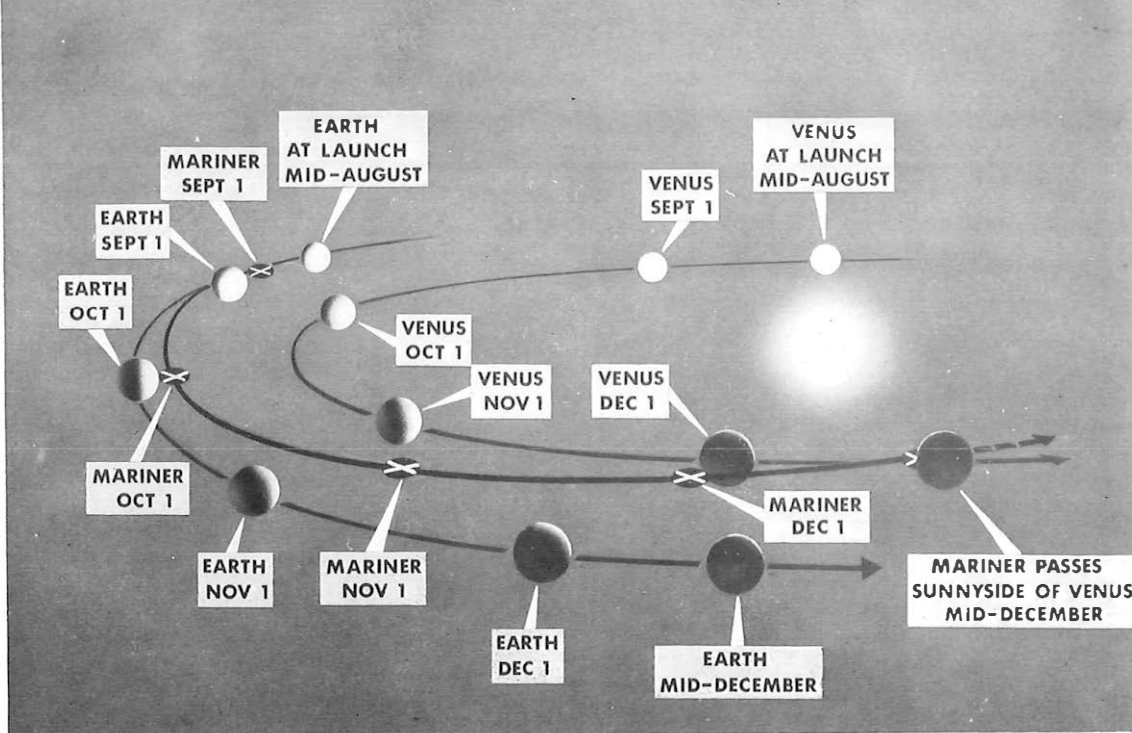 EARTH
AT LAUNCH
MID-AUGUST
MARINER
SEPT 1
EARTH
SEPT 1
EARTH
OCT 1
VENUS
AT LAUNCH
MID-AUGUST
VENUS
SEPT 1
VENUS
OCT 1
VENUS
NOV 1
VENUS
DEC 1
MARINER
OCT 1
EARTH
NOV 1
MARINER
NOV 1
MARINER
DEC 1
EARTH
DEC 1
EARTH
MID-DECEMBER
MARINER PASSES
SUNNYSIDE OF VENUS
MID-DECEMBER